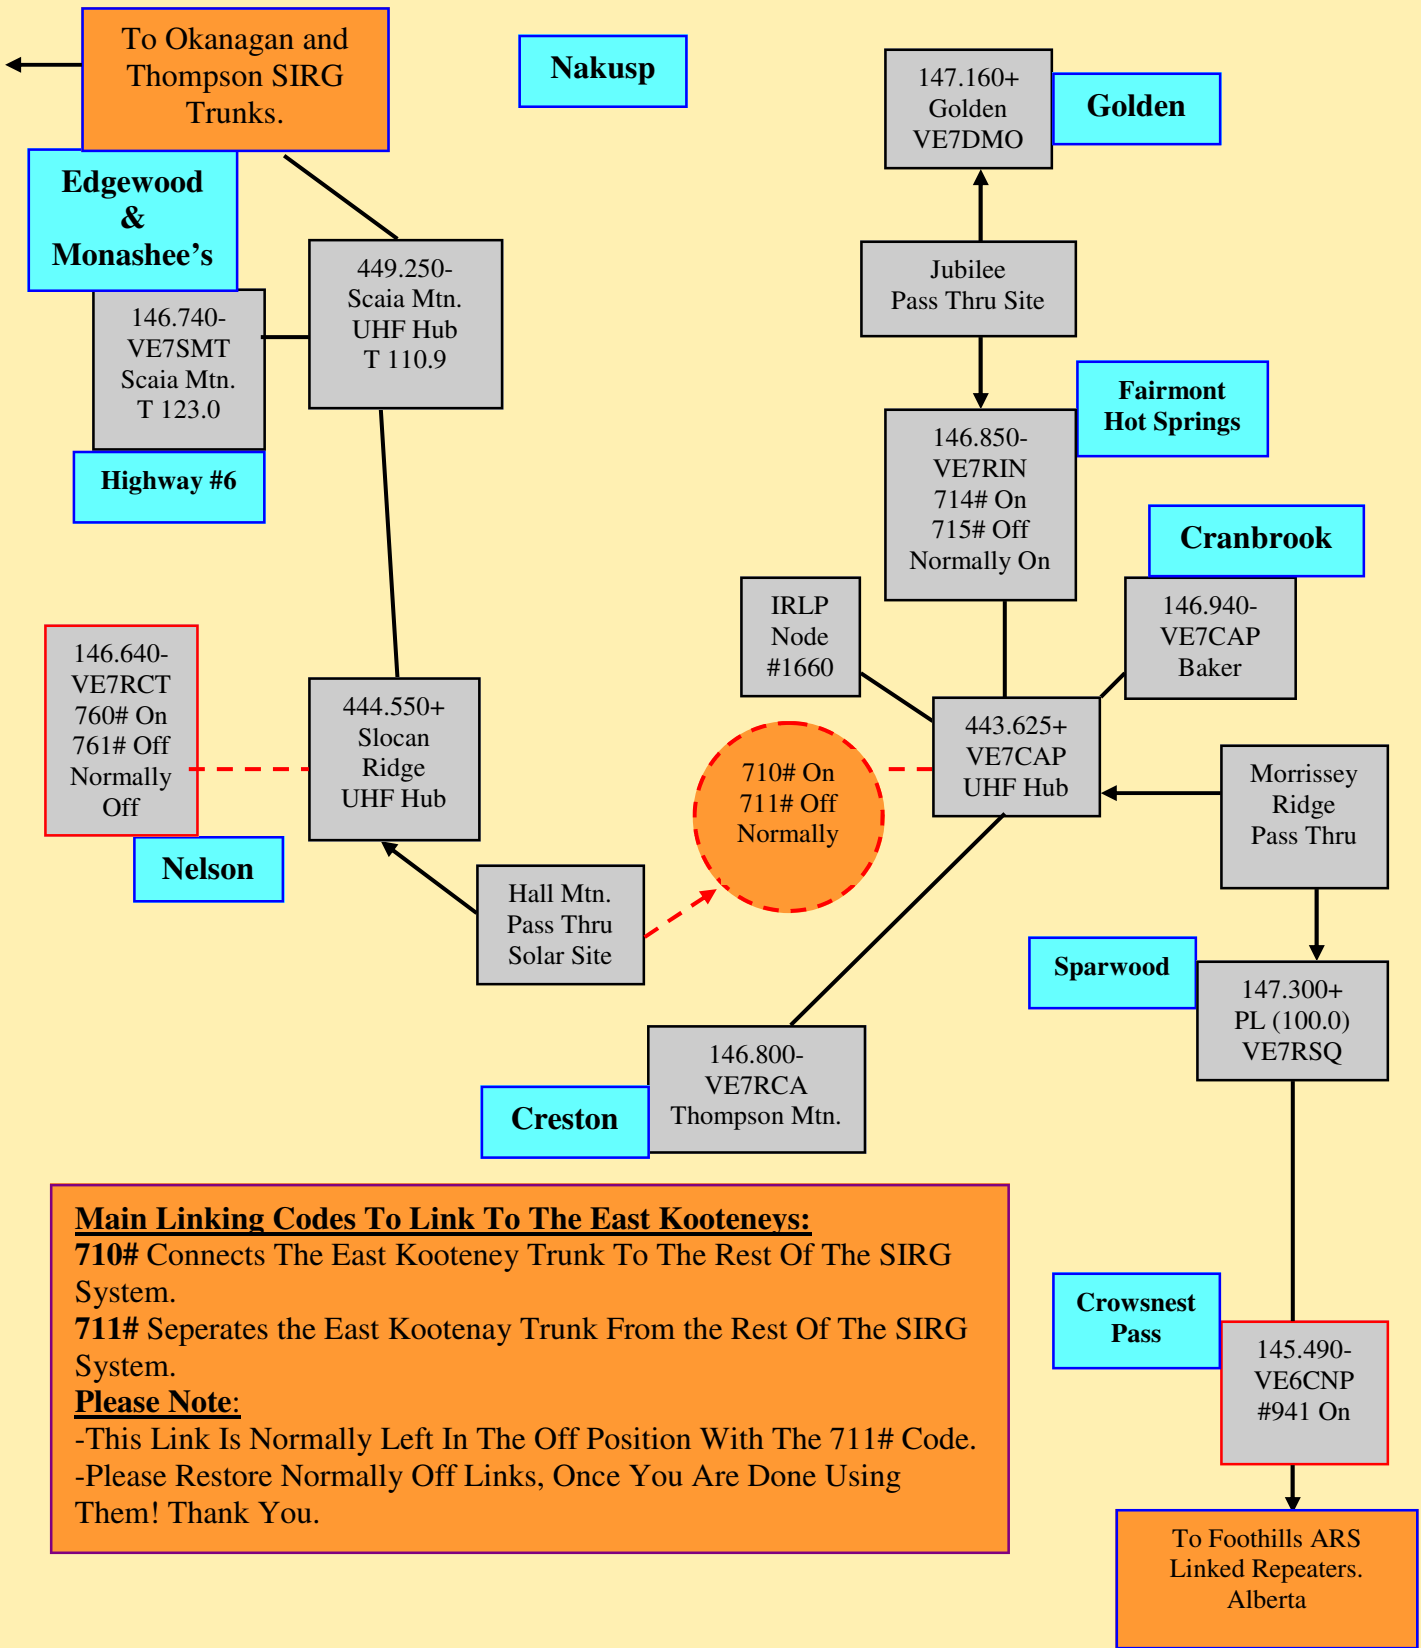 To Okanagan and
Thompson SIRG
Trunks.
Nakusp
147.160+
Golden
VE7DMO
Golden
Edgewood
&
Monashee's
449.250-
Scaia Mtn.
UHF Hub
T 110.9
Jubilee
Pass Thru Site
146.740-
VE7SMT
Scaia Mtn.
T 123.0
Highway #6
Fairmont
Hot Springs
146.850-
VE7RIN
714# On
715# Off
Normally On
Cranbrook
IRLP
Node
#1660
146.940-
VE7CAP
Baker
146.640-
VE7RCT
760# On
761# Off
Normally
Off
Nelson
444.550+
Slocan
Ridge
UHF Hub
710# On
711# Off
Normally
443.625+
VE7CAP
UHF Hub
Morrissey
Ridge
Pass Thru
Hall Mtn.
Pass Thru
Solar Site
Sparwood
147.300+
PL (100.0)
VE7RSQ
146.800-
VE7RCA
Thompson Mtn.
Creston
Main Linking Codes To Link To The East Kooteneys:
710# Connects The East Kooteney Trunk To The Rest Of The SIRG
System.
711# Seperates the East Kootenay Trunk From the Rest Of The SIRG
System.
Please Note:
-This Link Is Normally Left In The Off Position With The 711# Code.
-Please Restore Normally Off Links, Once You Are Done Using
Them! Thank You.
Crowsnest
Pass
145.490-
VE6CNP
#941 On
To Foothills ARS
Linked Repeaters.
Alberta